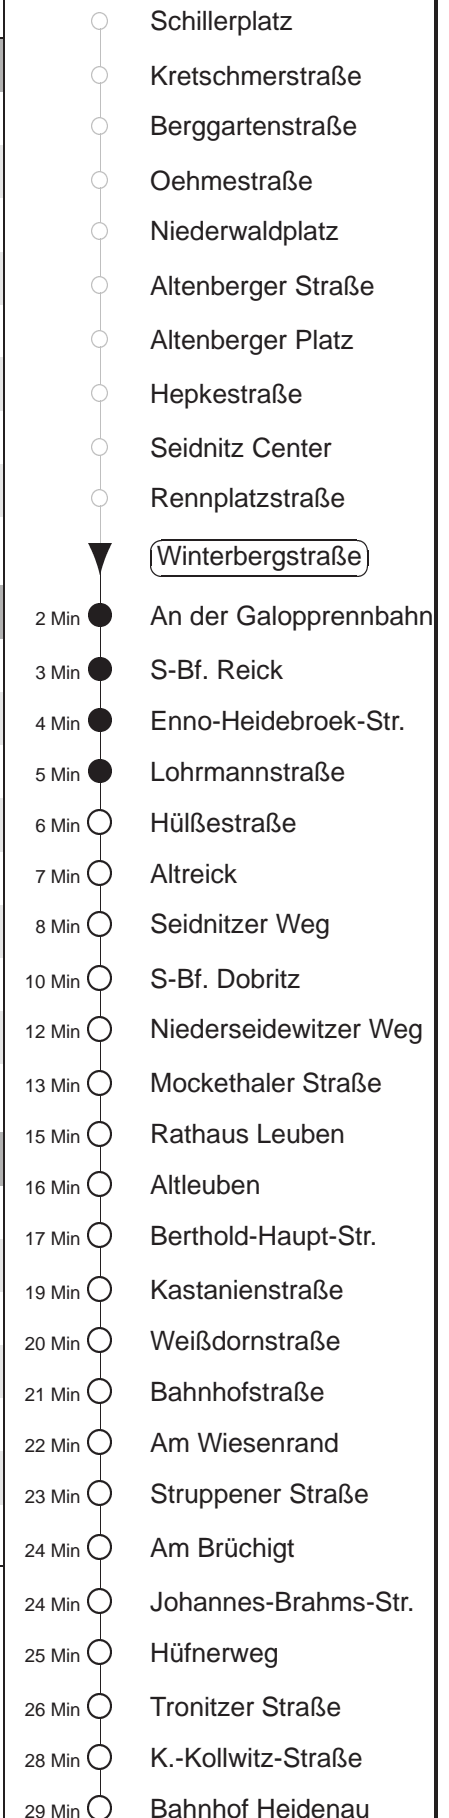 Schillerplatz
Kretschmerstraße
Berggartenstraße
Oehmestraße
Niederwaldplatz
Altenberger Straße
Altenberger Platz
Hepkestraße
Seidnitz Center
Rennplatzstraße
Winterbergstraße
2 Min An der Galopprennbahn
3 Min S-Bf. Reick
4 Min Enno-Heidebroek-Str.
5 Min Lohrmannstraße
6 Min Hülßestraße
7 Min Altreick
8 Min Seidnitzer Weg
10 Min S-Bf. Dobritz
12 Min Niederseidewitzer Weg
13 Min Mockethaler Straße
15 Min Rathaus Leuben
16 Min Altleuben
17 Min Berthold-Haupt-Str.
19 Min Kastanienstraße
20 Min Weißdornstraße
21 Min Bahnhofstraße
22 Min Am Wiesenrand
23 Min Struppener Straße
24 Min Am Brüchigt
24 Min Johannes-Brahms-Str.
25 Min Hüfnerweg
26 Min Tronitzer Straße
28 Min K.-Kollwitz-Straße
29 Min Bahnhof Heidenau